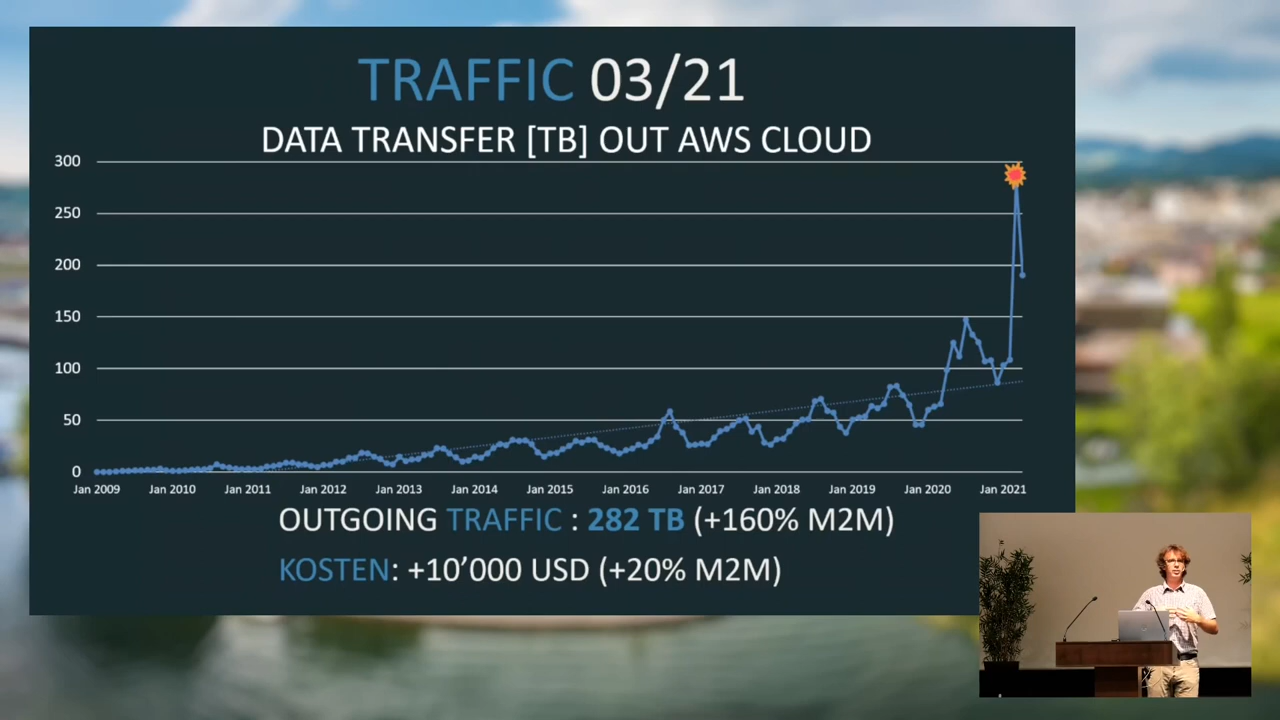 TRAFFIC 03/21
DATA TRANSFER [TB] OUT AWS CLOUD
300
250
200
150
100
50
0
Jan 2009 Jan 2010 Jan 2011 Jan 2012 Jan 2013 Jan 2014 Jan 2015 Jan 2016 Jan 2017 Jan 2018 Jan 2019 Jan 2020 Jan 2021
OUTGOING TRAFFIC : 282 TB (+160% M2M)
KOSTEN: +10’000 USD (+20% M2M)